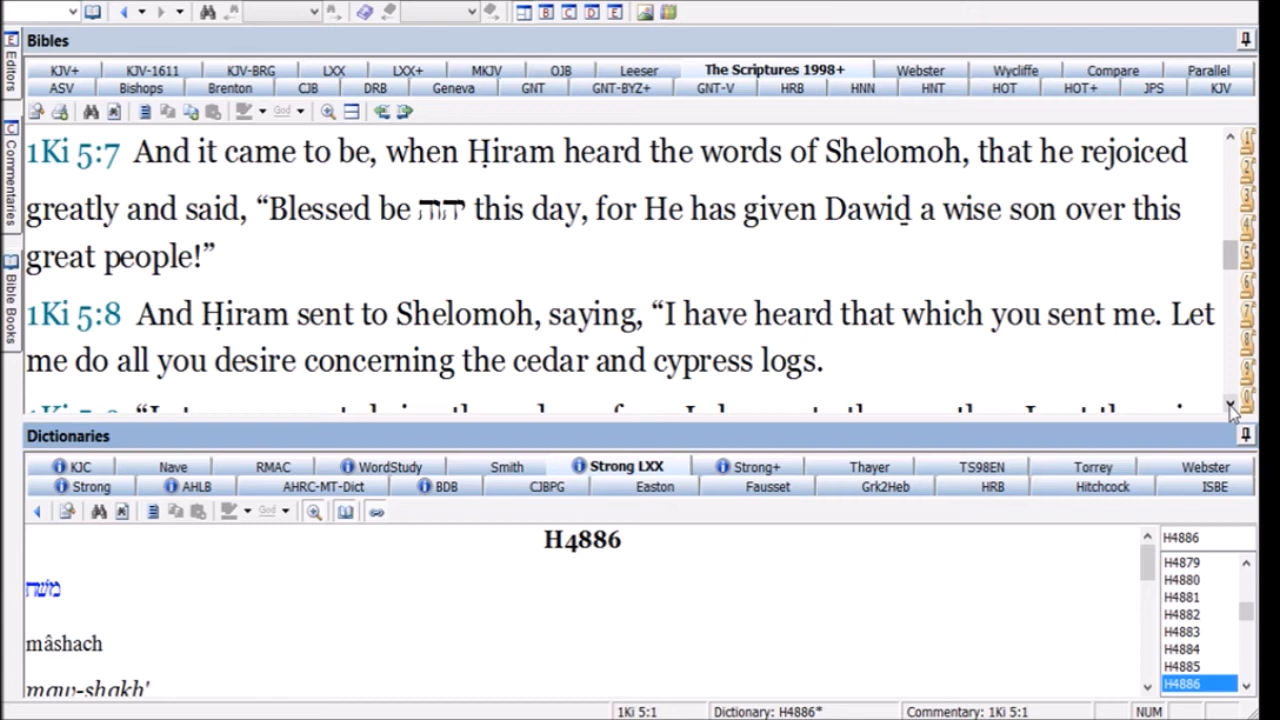 Bibles
KJV+ KJV-1611 KJV-BRG LXX LXX+ MKJV OJB Leeser The Scriptures 1998+ Webster Wycliffe Compare Parallel
ASV Bishops Brenton CJB DRB Geneva GNT GNT-BYZ+ GNT-V HRB HNN HNT HOT HOT+ JPS KJV
Editors
Commentaries
Bible Books
1Ki 5:7 And it came to be, when Ḥiram heard the words of Shelomoh, that he rejoiced
greatly and said, “Blessed be יהוה this day, for He has given Dawiḏ a wise son over this
great people!”
1Ki 5:8 And Ḥiram sent to Shelomoh, saying, “I have heard that which you sent me. Let
me do all you desire concerning the cedar and cypress logs.
Dictionaries
KJC Nave RMAC WordStudy Smith Strong LXX Strong+ Thayer TS98EN Torrey Webster
Strong AHLB AHRC-MT-Dict BDB CJBPG Easton Fausset Grk2Heb HRB Hitchcock ISBE
H4886
משׁח
mâshach
maw-shakh'
H4886
H4879
H4880
H4881
H4882
H4883
H4884
H4885
H4886
1Ki 5:1 Dictionary: H4886* Commentary: 1Ki 5:1 NUM